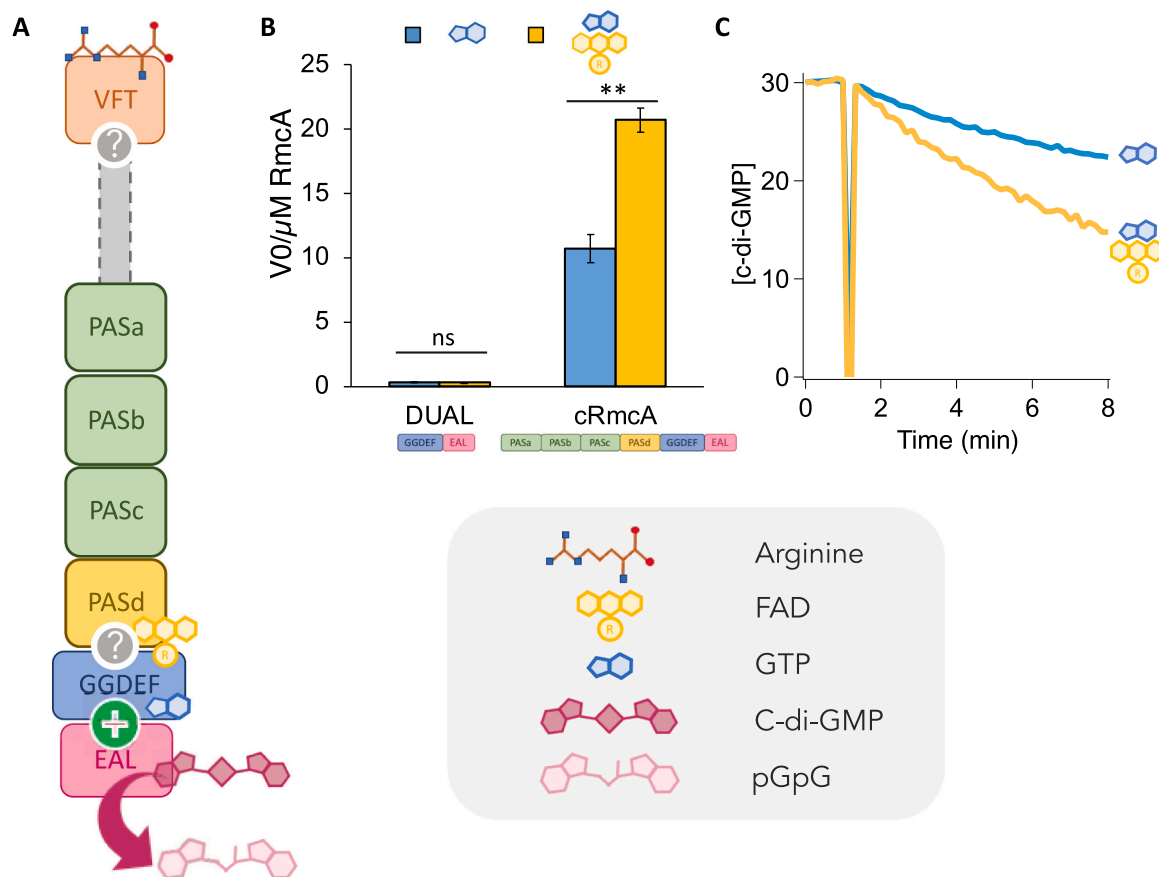 A
VFT
?
PASa
PASb
PASc
PASd
R
?
GGDEF
+
EAL
B
R
25
20
15
10
5
0
V0/µM RmcA
ns
**
DUAL
cRmcA
GGDEF EAL
PASa PASb PASc PASd GGDEF EAL
C
30
20
10
0
[c-di-GMP]
0 2 4 6 8
Time (min)
R
Arginine
R
FAD
GTP
C-di-GMP
pGpG